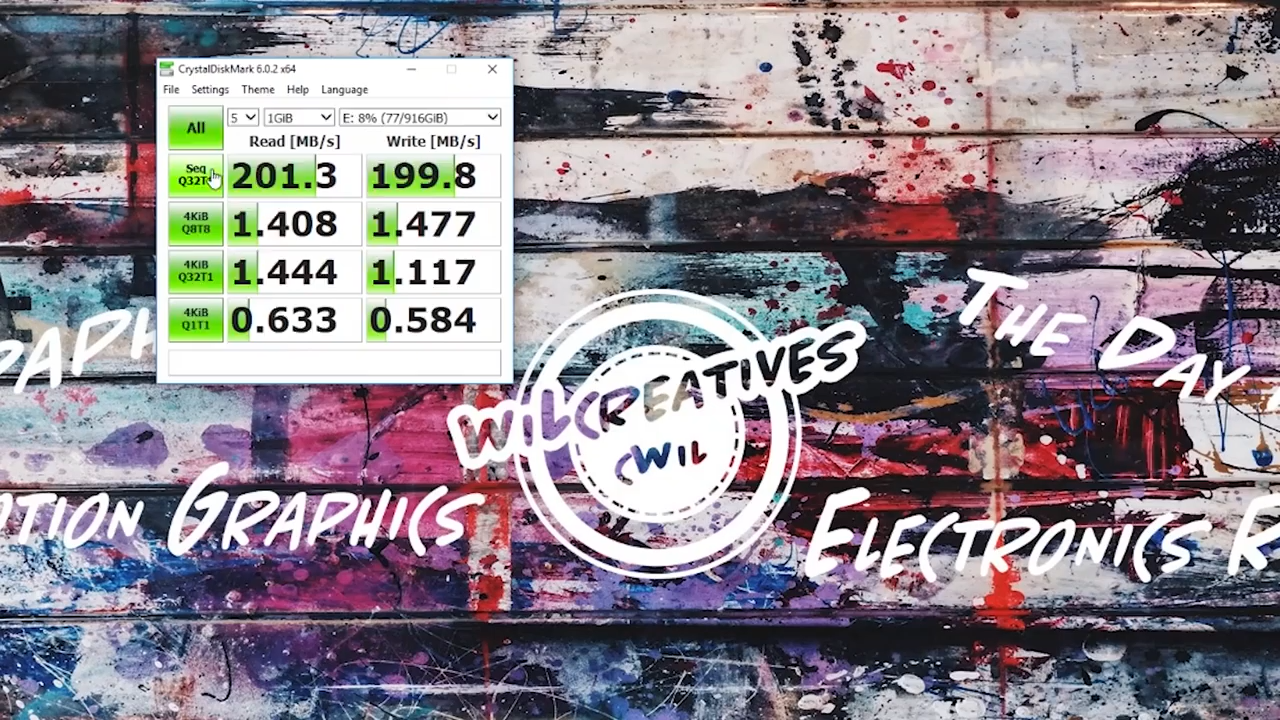 CrystalDiskMark 6.0.2 x64
File Settings Theme Help Language
All 5 1GiB E: 8% (77/916GiB)
Read [MB/s] Write [MB/s]
Seq 201.3 199.8
4KiB Q8T8 1.408 1.477
4KiB Q32T1 1.444 1.117
4KiB Q1T1 0.633 0.584
WILCREATIVES
CWIL
THE DAY
GRAPHICS
ELECTRONICS R